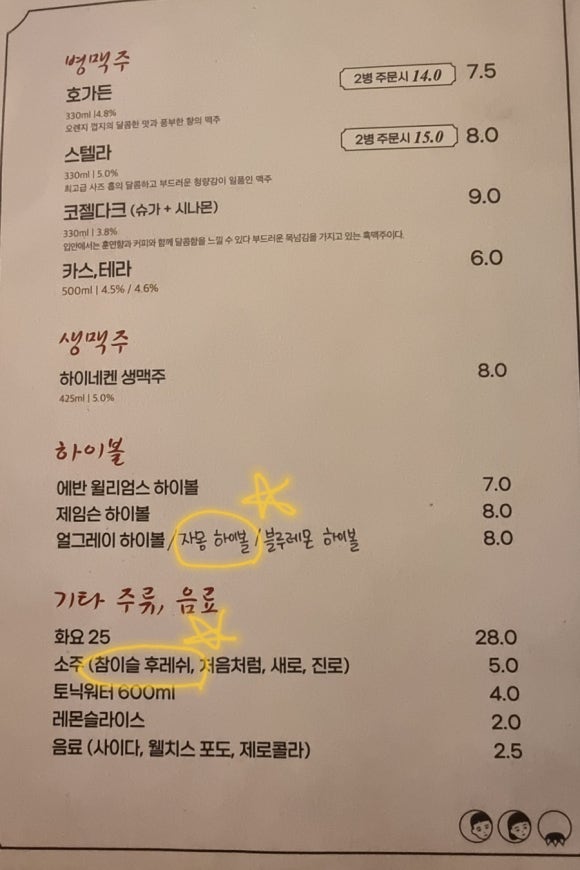 병맥주
호가든 2병 주문시 14.0 7.5
330ml |4.8%
오렌지 껍질의 달콤한 맛과 풍부한 향의 맥주
스텔라 2병 주문시 15.0 8.0
330ml | 5.0%
최고급 사즈 홉의 달콤하고 부드러운 청량감이 일품인 맥주
코젤다크 (슈가 + 시나몬) 9.0
330ml | 3.8%
입안에서는 훈연향과 커피와 함께 달콤함을 느낄 수 있다 부드러운 목넘김을 가지고 있는 흑맥주이다.
카스,테라 6.0
500ml | 4.5% / 4.6%
생맥주
하이네켄 생맥주 8.0
425ml | 5.0%
하이볼
에반 윌리엄스 하이볼 7.0
제임슨 하이볼 8.0
얼그레이 하이볼 / 자몽 하이볼 / 블루레몬 하이볼 8.0
기타 주류, 음료
화요 25 28.0
소주 (참이슬 후레쉬, 처음처럼, 새로, 진로) 5.0
토닉워터 600ml 4.0
레몬슬라이스 2.0
음료 (사이다, 웰치스 포도, 제로콜라) 2.5